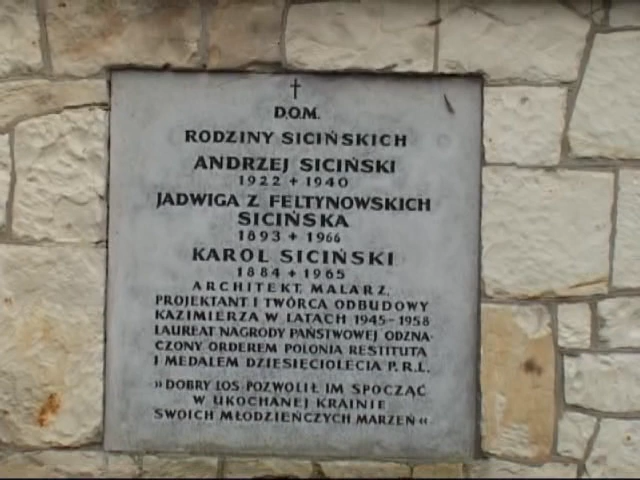 D.O.M.
RODZINY SICIŃSKICH
ANDRZEJ SICIŃSKI
1922 + 1940
JADWIGA Z FELTYNOWSKICH
SICIŃSKA
1893 + 1966
KAROL SICIŃSKI
1884 + 1965
ARCHITEKT, MALARZ,
PROJEKTANT I TWÓRCA ODBUDOWY
KAZIMIERZA W LATACH 1945-1958
LAUREAT NAGRODY PAŃSTWOWEJ ODZNA-
CZONY ORDEREM POLONIA RESTITUTA
I MEDALEM DZIESIĘCIOLECIA P.R.L.
»DOBRY LOS POZWOLIŁ IM SPOCZĄĆ
W UKOCHANEJ KRAINIE
SWOICH MŁODZIEŃCZYCH MARZEŃ«